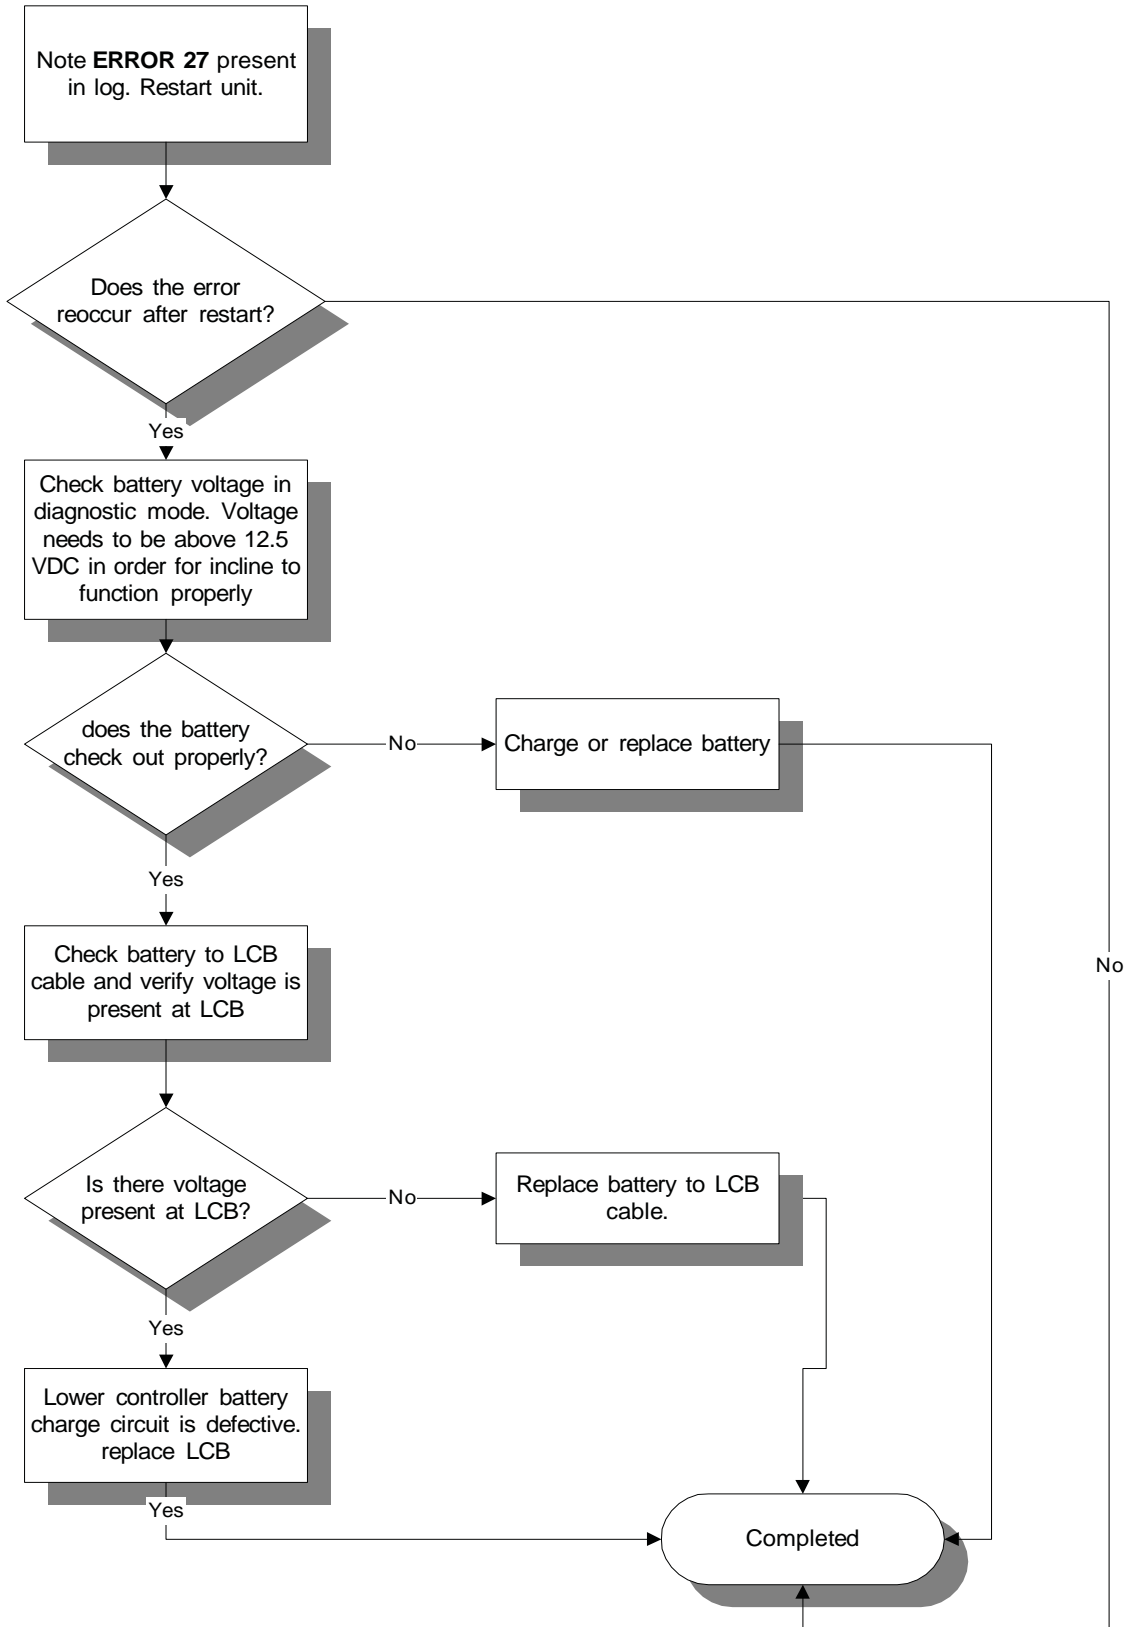 Note ERROR 27 present
in log. Restart unit.
Does the error
reoccur after restart?
Yes
Check battery voltage in
diagnostic mode. Voltage
needs to be above 12.5
VDC in order for incline to
function properly
does the battery
check out properly?
No
Charge or replace battery
Yes
Check battery to LCB
cable and verify voltage is
present at LCB
No
Is there voltage
present at LCB?
No
Replace battery to LCB
cable.
Yes
Lower controller battery
charge circuit is defective.
replace LCB
Yes
Completed